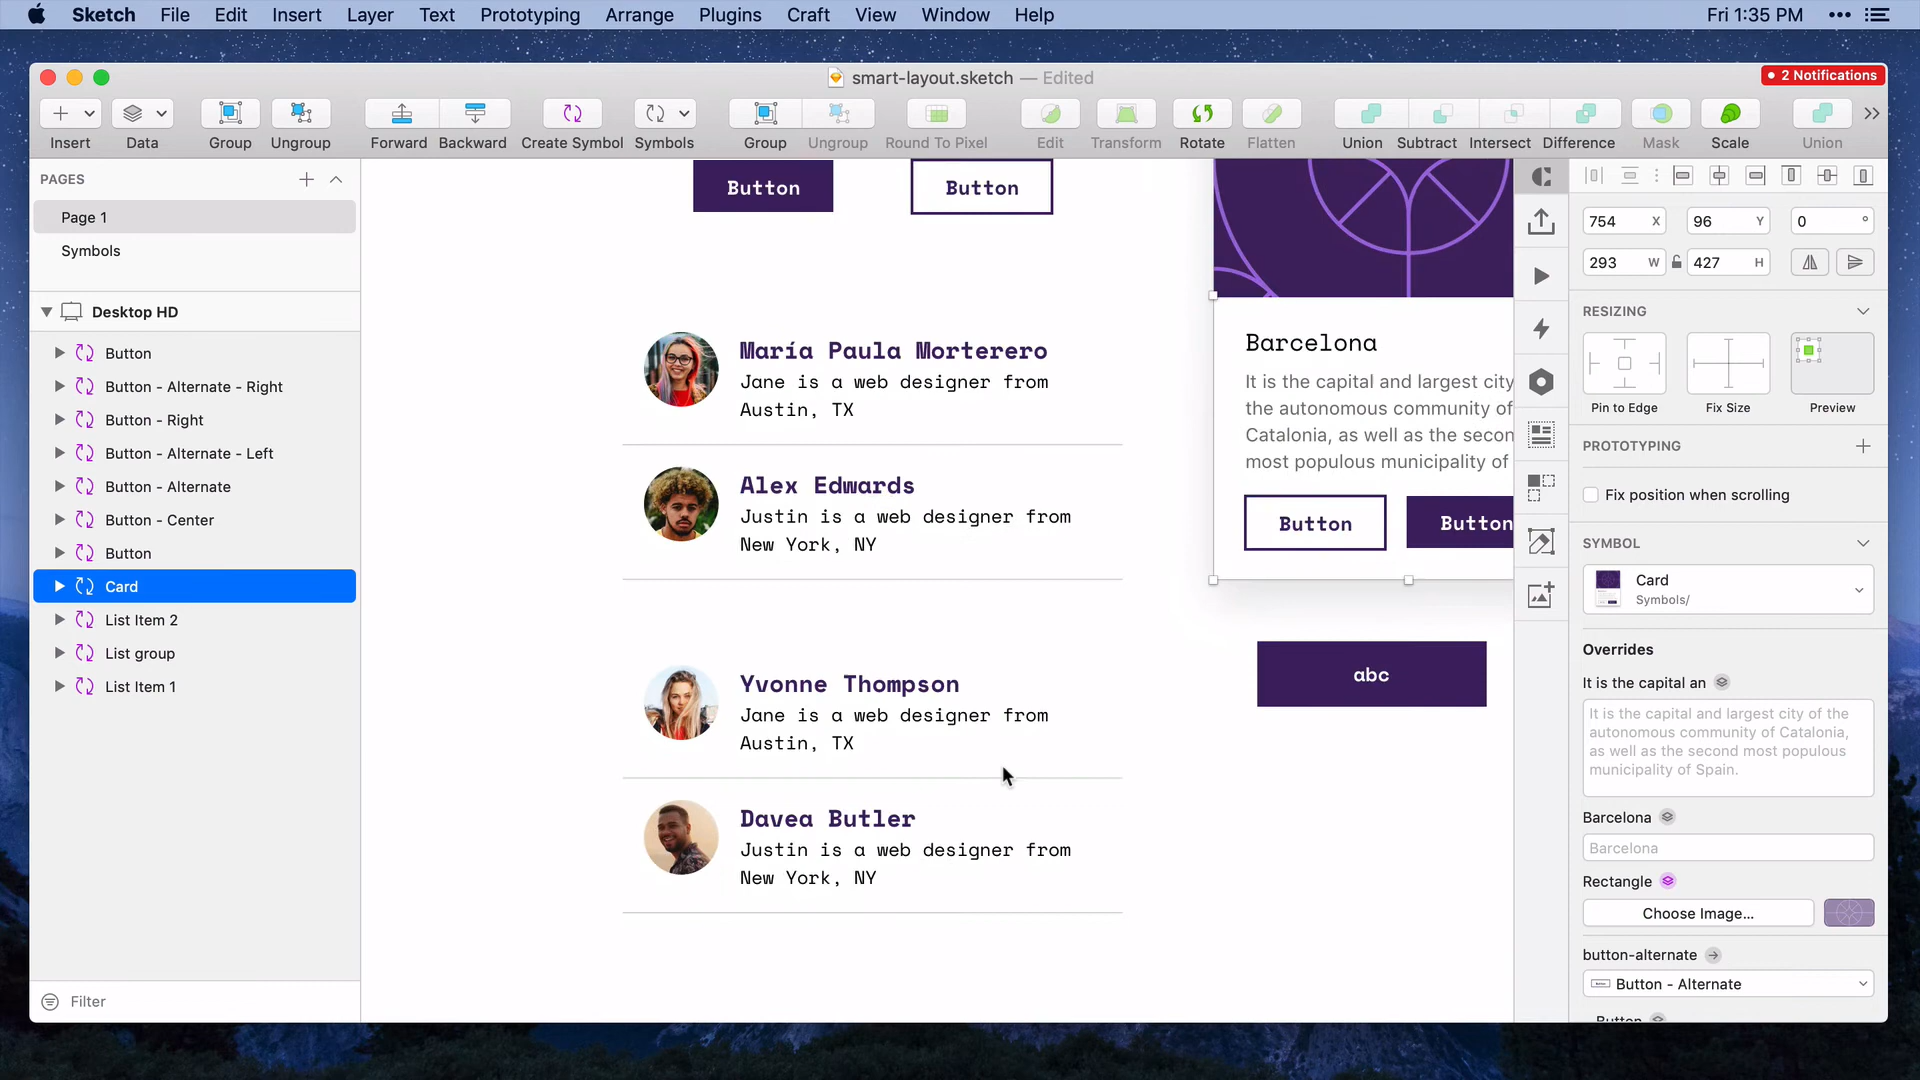 Sketch File Edit Insert Layer Text Prototyping Arrange Plugins Craft View Window Help Fri 1:35 PM
smart-layout.sketch — Edited
2 Notifications
Insert Data Group Ungroup Forward Backward Create Symbol Symbols Group Ungroup Round To Pixel Edit Transform Rotate Flatten Union Subtract Intersect Difference Mask Scale Union
PAGES
Page 1
Symbols
Desktop HD
Button
Button - Alternate - Right
Button - Right
Button - Alternate - Left
Button - Alternate
Button - Center
Button
Card
List Item 2
List group
List Item 1
Filter
Button Button
María Paula Morterero
Jane is a web designer from
Austin, TX
Alex Edwards
Justin is a web designer from
New York, NY
Yvonne Thompson
Jane is a web designer from
Austin, TX
Davea Butler
Justin is a web designer from
New York, NY
Barcelona
It is the capital and largest city
the autonomous community of
Catalonia, as well as the secon
most populous municipality of
Button Button
abc
754 X 96 Y 0 °
293 W 427 H
RESIZING
Pin to Edge Fix Size Preview
PROTOTYPING
Fix position when scrolling
SYMBOL
Card
Symbols/
Overrides
It is the capital an
It is the capital and largest city of the
autonomous community of Catalonia,
as well as the second most populous
municipality of Spain.
Barcelona
Barcelona
Rectangle
Choose Image...
button-alternate
Button - Alternate
Button